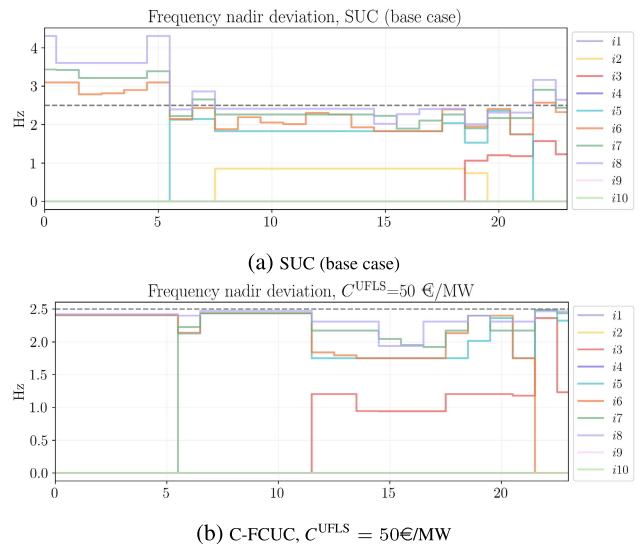 Frequency nadir deviation, SUC (base case)
4
3
2
1
0
Hz
0 5 10 15 20
i1
i2
i3
i4
i5
i6
i7
i8
i9
i10
(a) SUC (base case)
Frequency nadir deviation, C^UFLS=50 €/MW
2.5
2.0
1.5
1.0
0.5
0.0
Hz
0 5 10 15 20
i1
i2
i3
i4
i5
i6
i7
i8
i9
i10
(b) C-FCUC, C^UFLS = 50€/MW